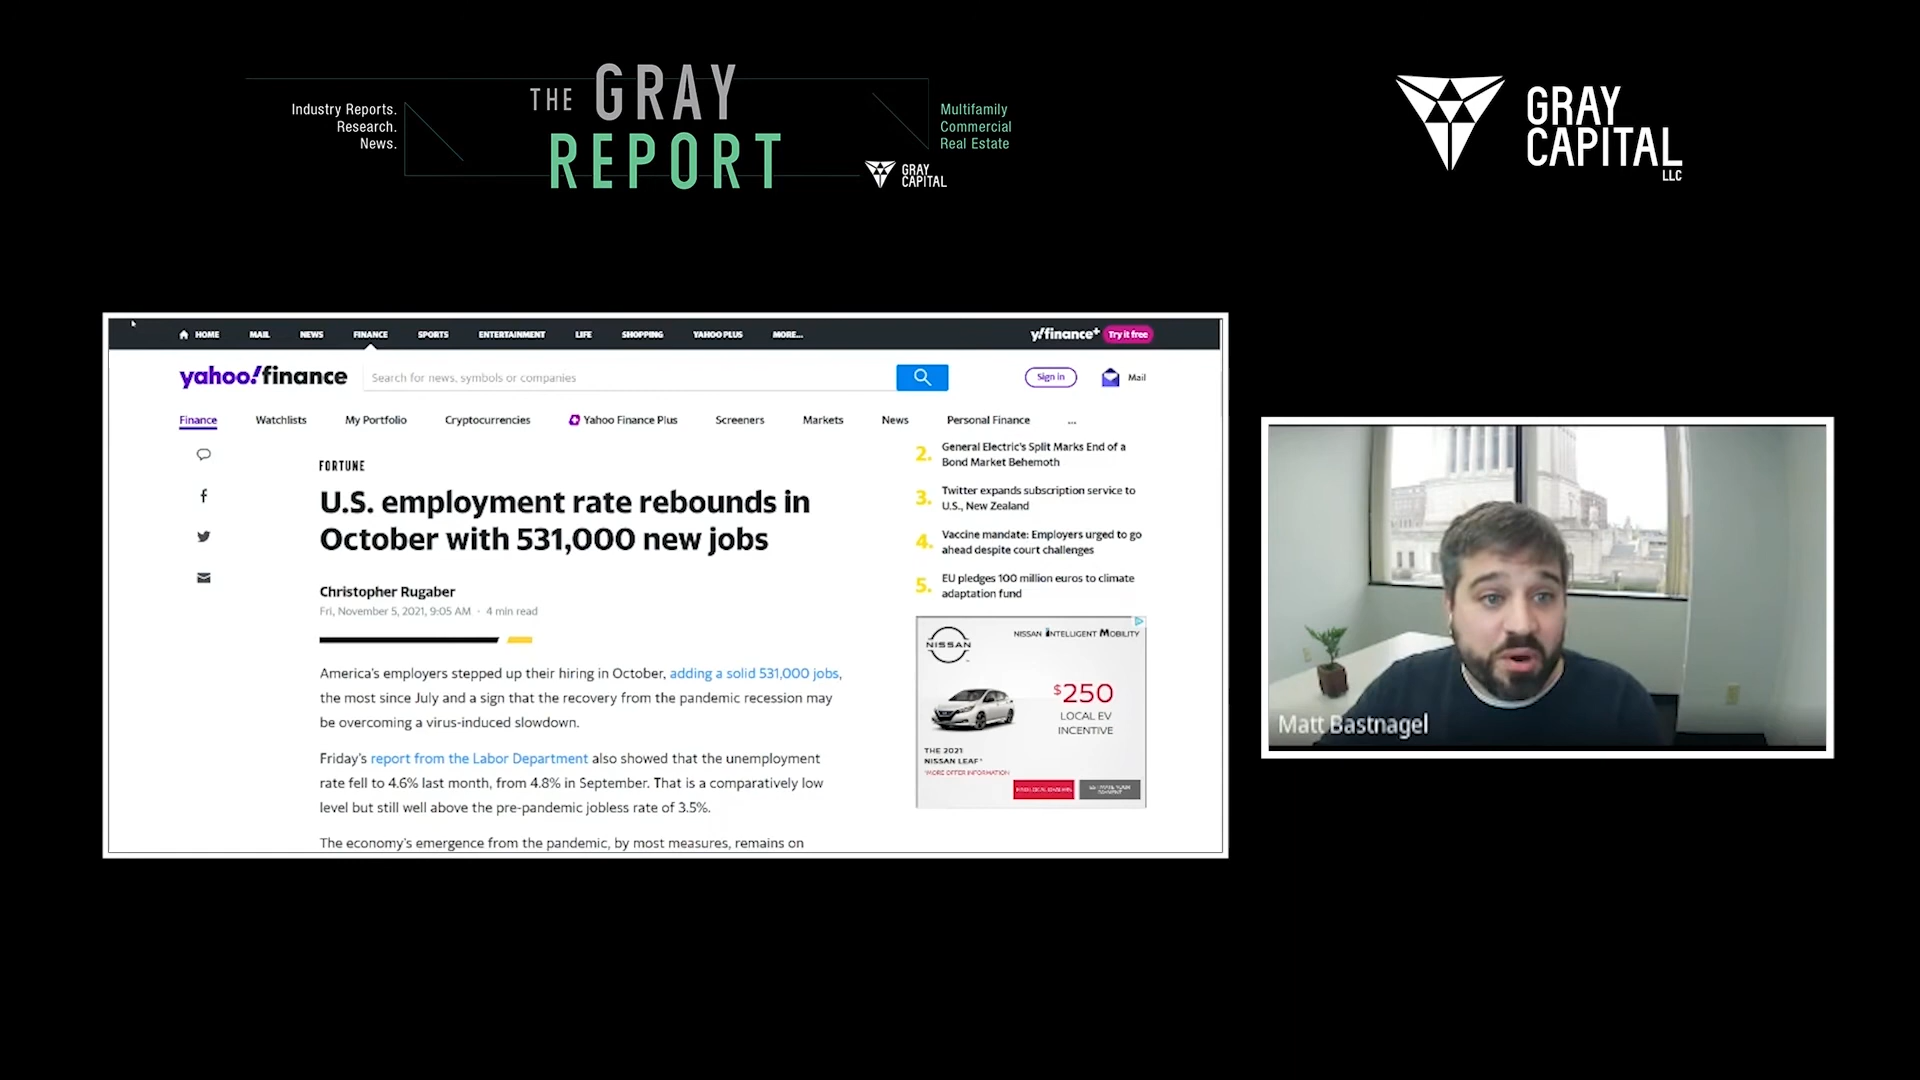 Industry Reports.
Research.
News.
THE GRAY
REPORT
Multifamily
Commercial
Real Estate
GRAY
CAPITAL
GRAY
CAPITAL
LLC
HOME MAIL NEWS FINANCE SPORTS ENTERTAINMENT LIFE SHOPPING YAHOO PLUS MORE... y!finance+ Try it free
yahoo!finance Search for news, symbols or companies Sign in Mail
Finance Watchlists My Portfolio Cryptocurrencies Yahoo Finance Plus Screeners Markets News Personal Finance ...
FORTUNE
U.S. employment rate rebounds in
October with 531,000 new jobs
Christopher Rugaber
Fri, November 5, 2021, 9:05 AM · 4 min read
America's employers stepped up their hiring in October, adding a solid 531,000 jobs,
the most since July and a sign that the recovery from the pandemic recession may
be overcoming a virus-induced slowdown.
Friday's report from the Labor Department also showed that the unemployment
rate fell to 4.6% last month, from 4.8% in September. That is a comparatively low
level but still well above the pre-pandemic jobless rate of 3.5%.
The economy's emergence from the pandemic, by most measures, remains on
2. General Electric's Split Marks End of a
Bond Market Behemoth
3. Twitter expands subscription service to
U.S., New Zealand
4. Vaccine mandate: Employers urged to go
ahead despite court challenges
5. EU pledges 100 million euros to climate
adaptation fund
NISSAN
NISSAN INTELLIGENT MOBILITY
$250
LOCAL EV
INCENTIVE
THE 2021
NISSAN LEAF*
*MORE OFFER INFORMATION
Matt Bastnagel